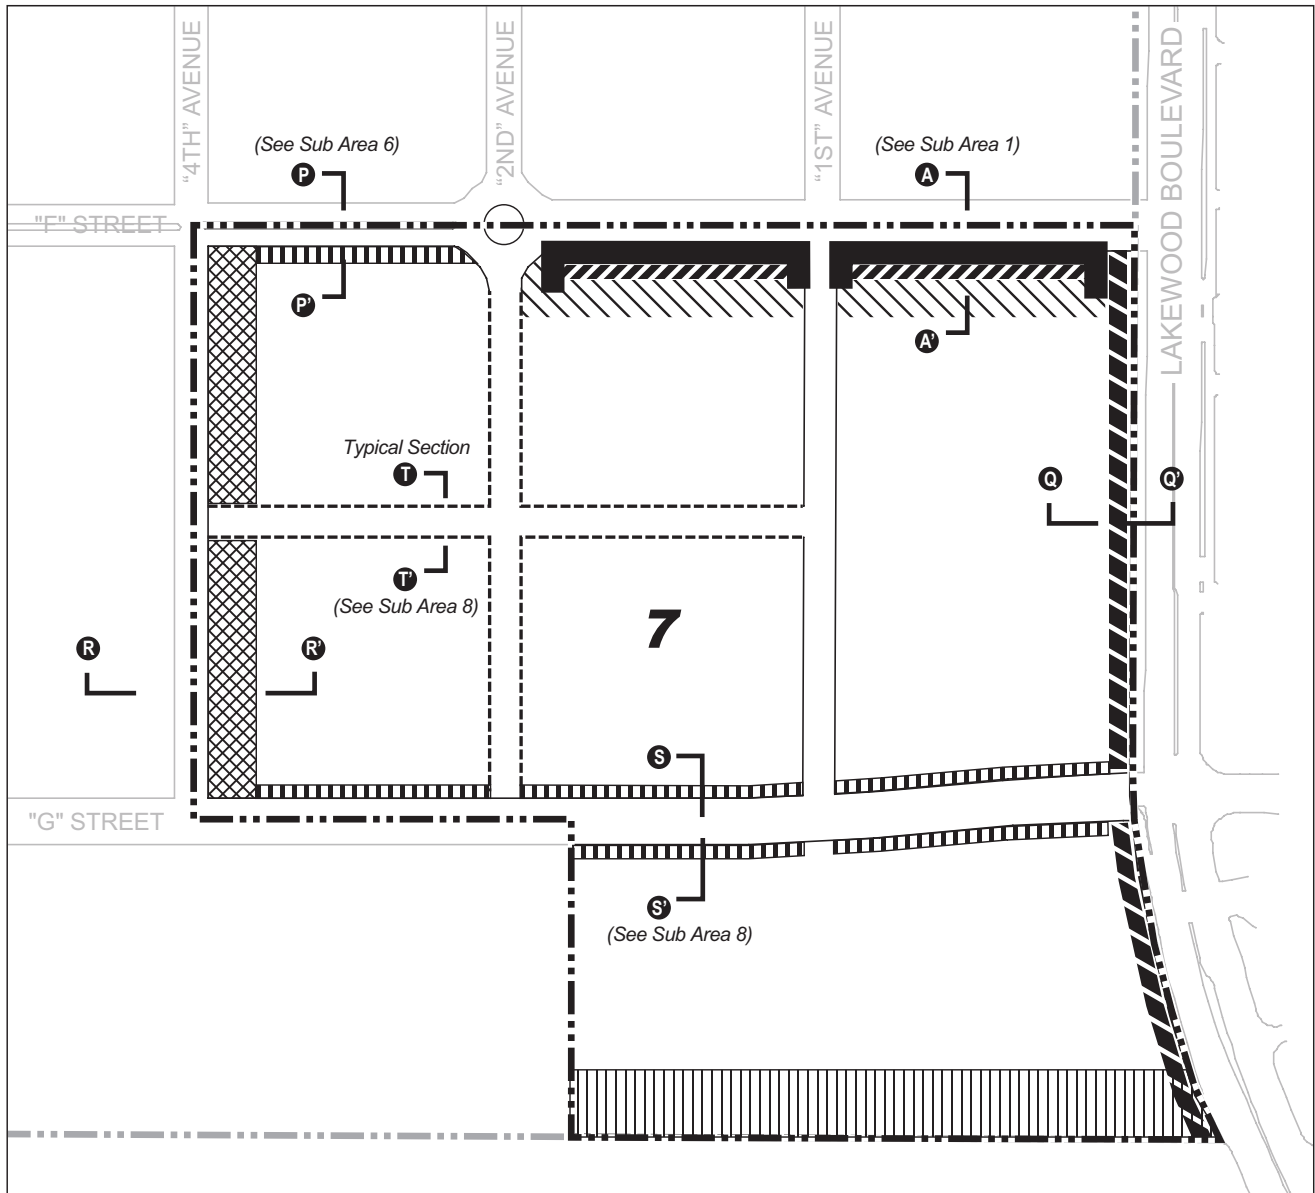 "4TH" AVENUE
"2ND" AVENUE
"1ST" AVENUE
LAKEWOOD BOULEVARD
(See Sub Area 6)
P
(See Sub Area 1)
A
"F" STREET
P'
A'
Typical Section
T
Q
Q'
T'
(See Sub Area 8)
7
R
R'
S
"G" STREET
S'
(See Sub Area 8)